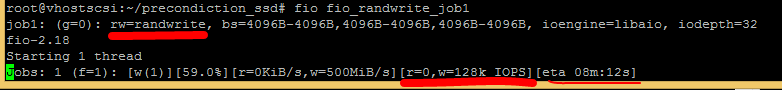 root@vhostscsi:~/precondiction_ssd# fio fio_randwrite_job1
job1: (g=0): rw=randwrite, bs=4096B-4096B,4096B-4096B,4096B-4096B, ioengine=libaio, iodepth=32
fio-2.18
Starting 1 thread
Jobs: 1 (f=1): [w(1)][59.0%][r=0KiB/s,w=500MiB/s][r=0,w=128k IOPS][eta 08m:12s]